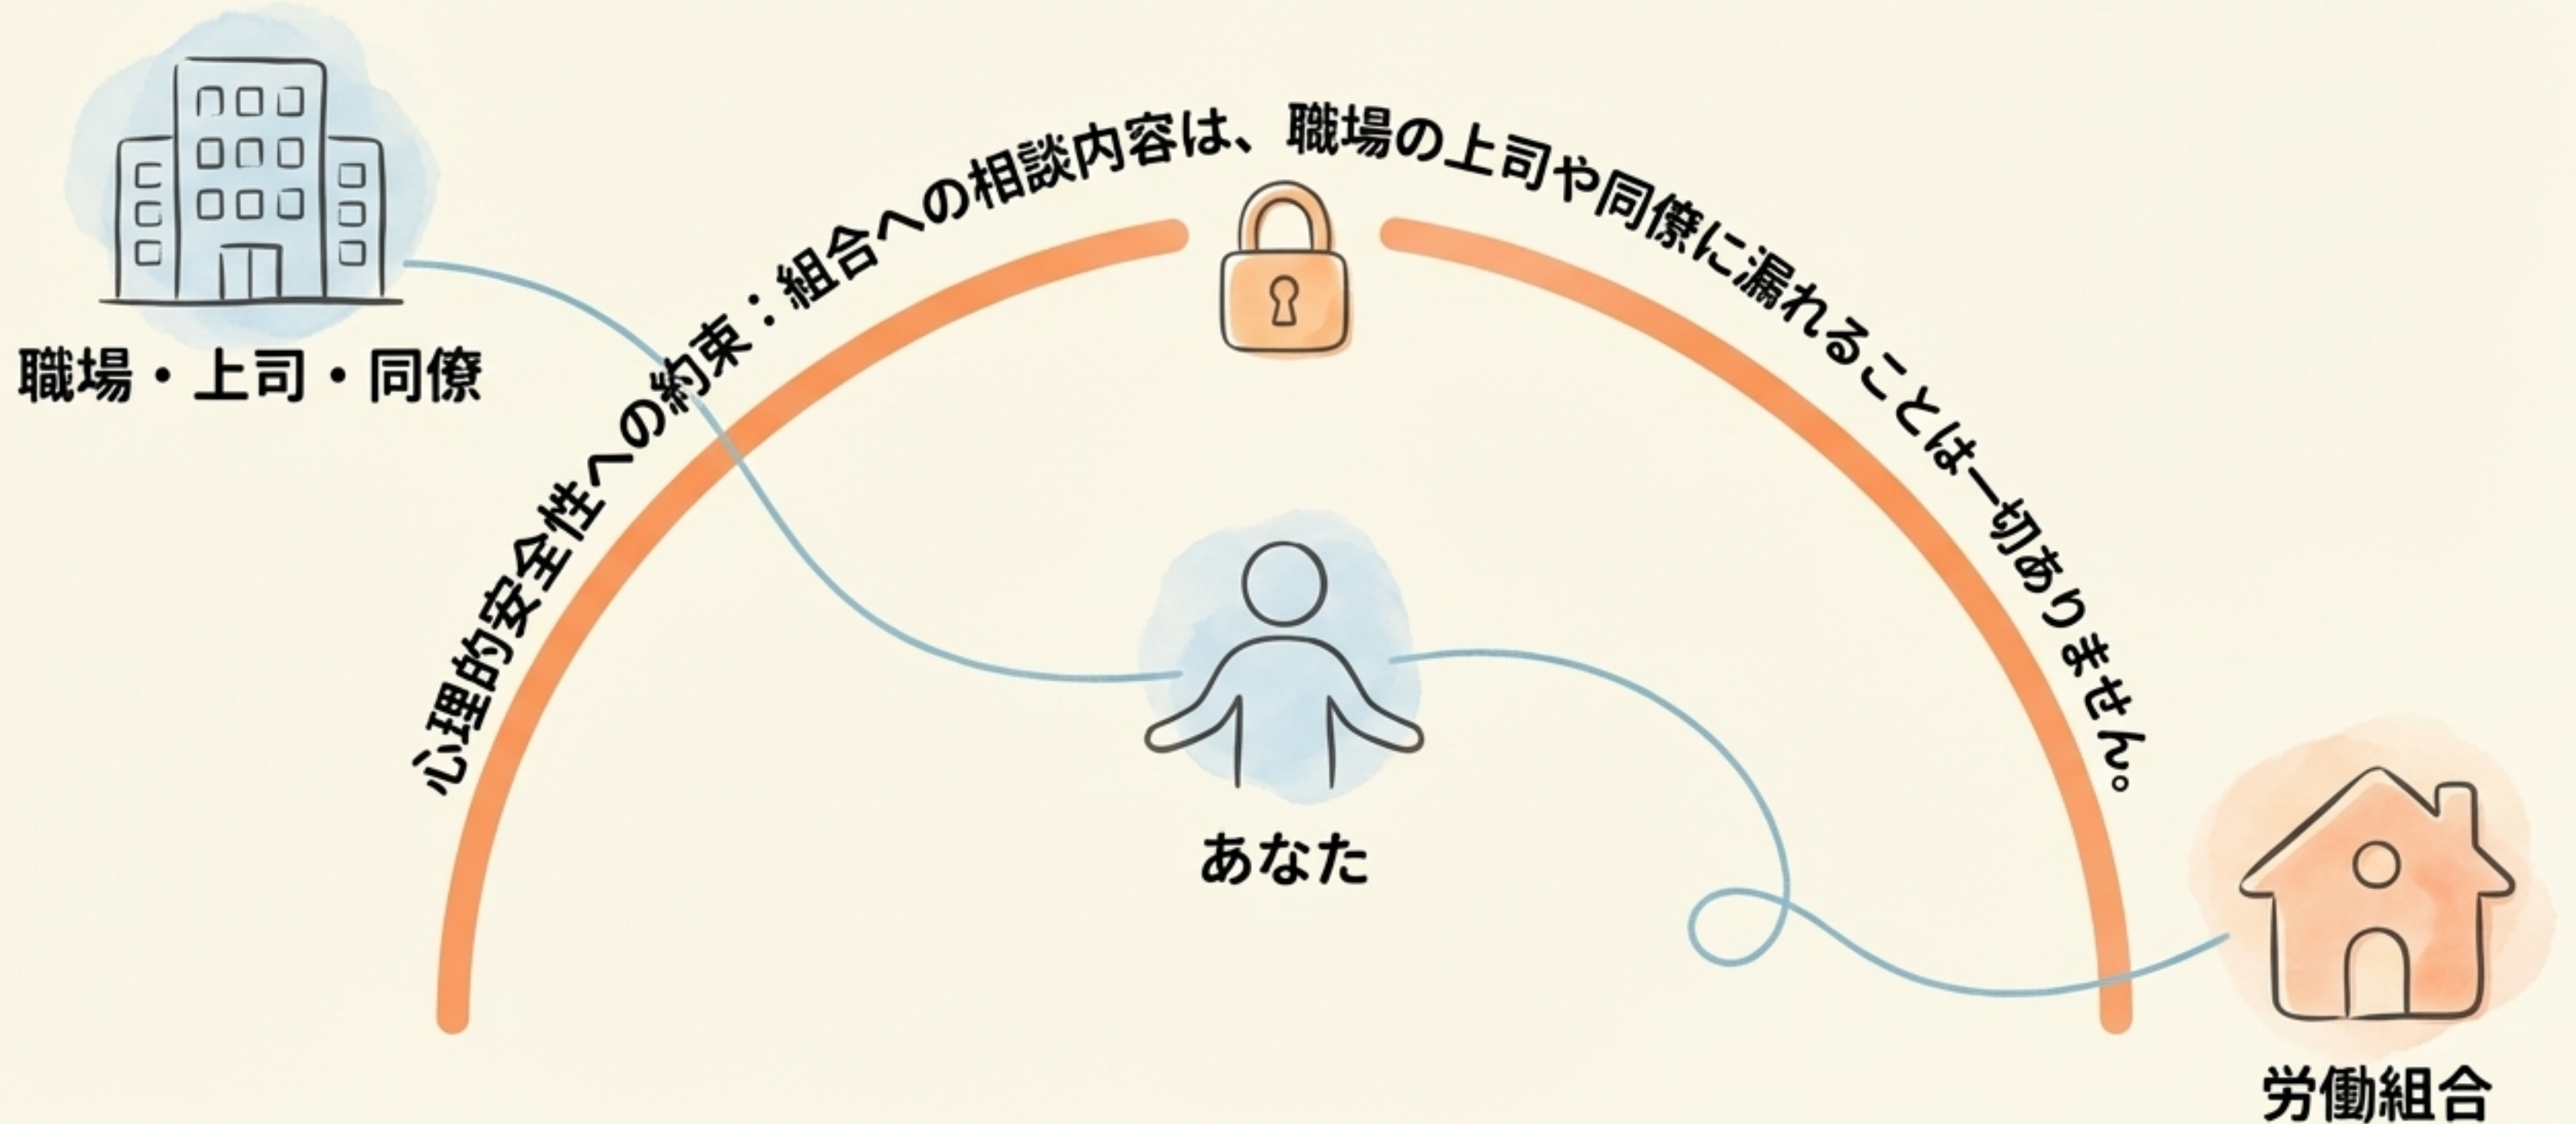 心理的安全性への約束：組合への相談内容は、職場の上司や同僚に漏れることは一切ありません。
職場・上司・同僚
あなた
労働組合